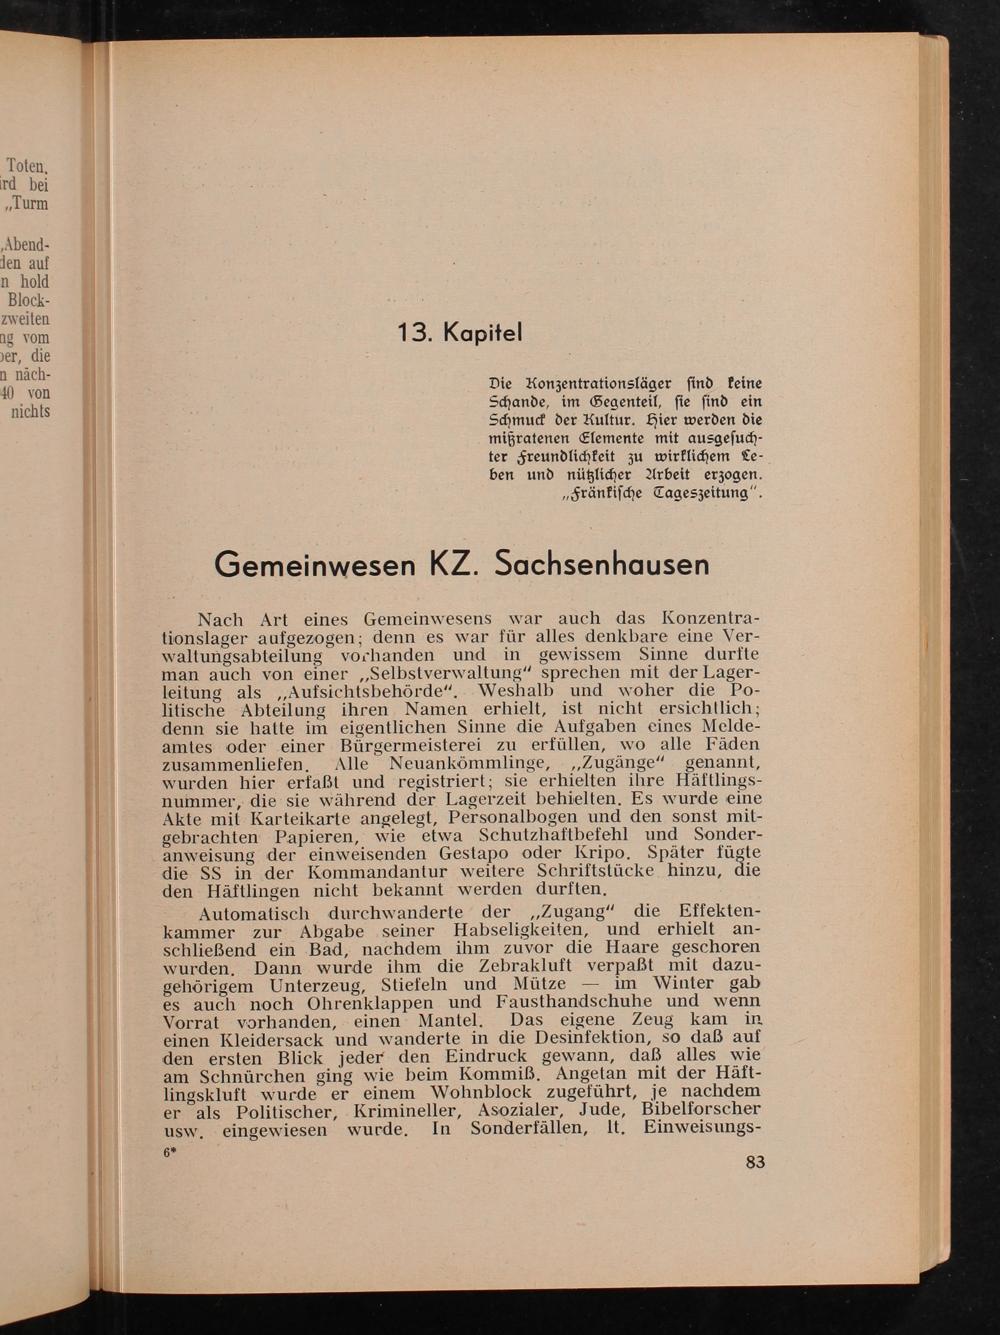 Toten.
ird bei
„Turm
„Abend-
den auf
n hold
Block-
zweiten
ng vom
ber, die
n näch-
40 von
nichts
13. Kapitel
Die Konzentrationsläger sind keine
Schande, im Gegenteil, sie sind ein
Schmuck der Kultur. Hier werden die
mißratenen Elemente mit ausgesuch-
ter Freundlichkeit zu wirklichem Le-
ben und nützlicher Arbeit erzogen.
„Fränkische Tageszeitung".
Gemeinwesen KZ. Sachsenhausen
Nach Art eines Gemeinwesens war auch das Konzentra-
tionslager aufgezogen; denn es war für alles denkbare eine Ver-
waltungsabteilung vorhanden und in gewissem Sinne durfte
man auch von einer „Selbstverwaltung" sprechen mit der Lager-
leitung als „Aufsichtsbehörde". Weshalb und woher die Po-
litische Abteilung ihren Namen erhielt, ist nicht ersichtlich;
denn sie hatte im eigentlichen Sinne die Aufgaben eines Melde-
amtes oder einer Bürgermeisterei zu erfüllen, wo alle Fäden
zusammenliefen. Alle Neuankömmlinge, „Zugänge" genannt,
wurden hier erfaßt und registriert; sie erhielten ihre Häftlings-
nummer, die sie während der Lagerzeit behielten. Es wurde eine
Akte mit Karteikarte angelegt, Personalbogen und den sonst mit-
gebrachten Papieren, wie etwa Schutzhaftbefehl und Sonder-
anweisung der einweisenden Gestapo oder Kripo. Später fügte
die SS in der Kommandantur weitere Schriftstücke hinzu, die
den Häftlingen nicht bekannt werden durften.
Automatisch durchwanderte der „Zugang" die Effekten-
kammer zur Abgabe seiner Habseligkeiten, und erhielt an-
schließend ein Bad, nachdem ihm zuvor die Haare geschoren
wurden. Dann wurde ihm die Zebrakluft verpaßt mit dazu-
gehörigem Unterzeug, Stiefeln und Mütze — im Winter gab
es auch noch Ohrenklappen und Fausthandschuhe und wenn
Vorrat vorhanden, einen Mantel. Das eigene Zeug kam in
einen Kleidersack und wanderte in die Desinfektion, so daß auf
den ersten Blick jeder den Eindruck gewann, daß alles wie
am Schnürchen ging wie beim Kommiß. Angetan mit der Häft-
lingskluft wurde er einem Wohnblock zugeführt, je nachdem
er als Politischer, Krimineller, Asozialer, Jude, Bibelforscher
usw. eingewiesen wurde. In Sonderfällen, lt. Einweisungs-
6*
83